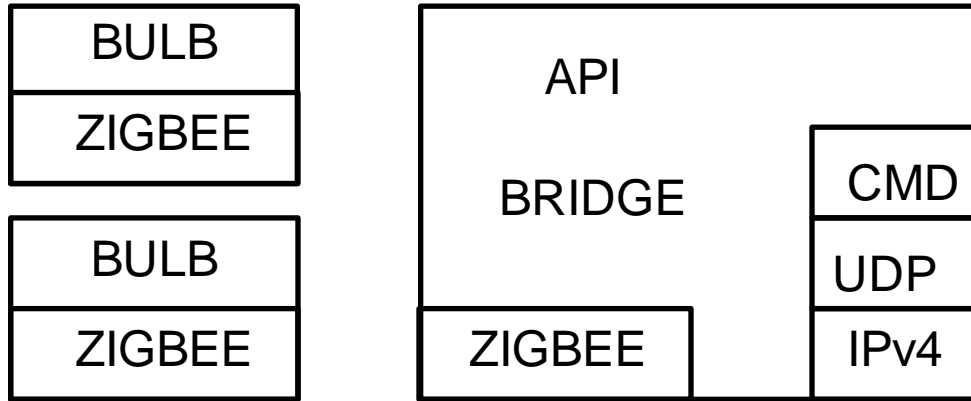 BULB
ZIGBEE
BULB
ZIGBEE
API
BRIDGE
ZIGBEE
CMD
UDP
IPv4